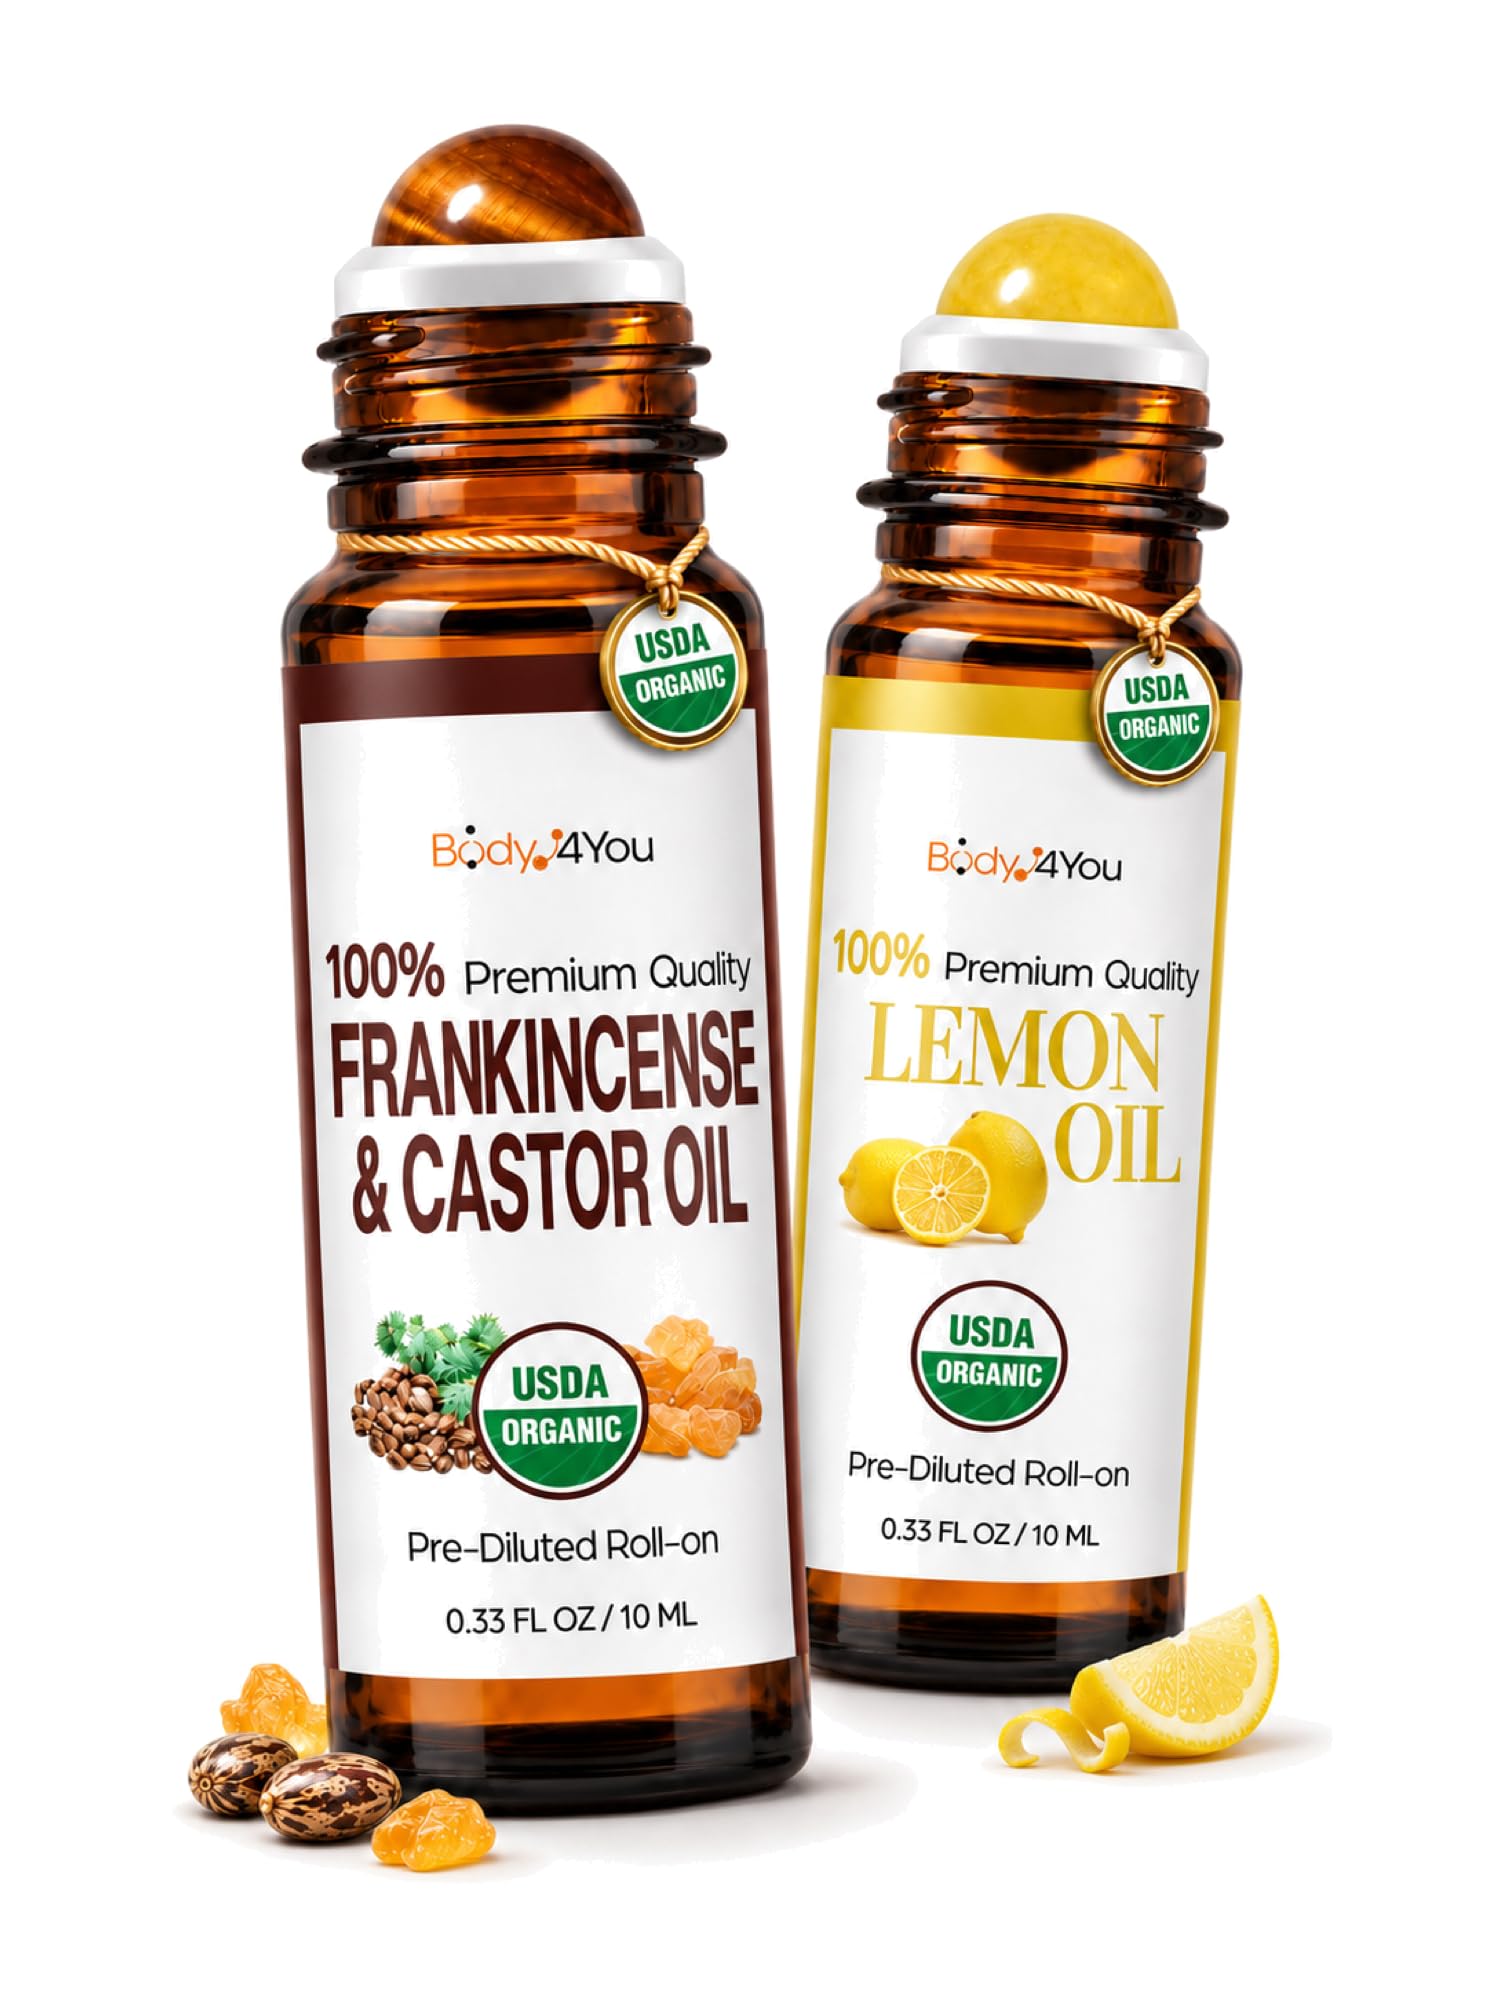 USDA
ORGANIC
Body4You
100% Premium Quality
FRANKINCENSE
& CASTOR OIL
USDA
ORGANIC
Pre-Diluted Roll-on
0.33 FL OZ / 10 ML
USDA
ORGANIC
Body4You
100% Premium Quality
LEMON
OIL
USDA
ORGANIC
Pre-Diluted Roll-on
0.33 FL OZ / 10 ML